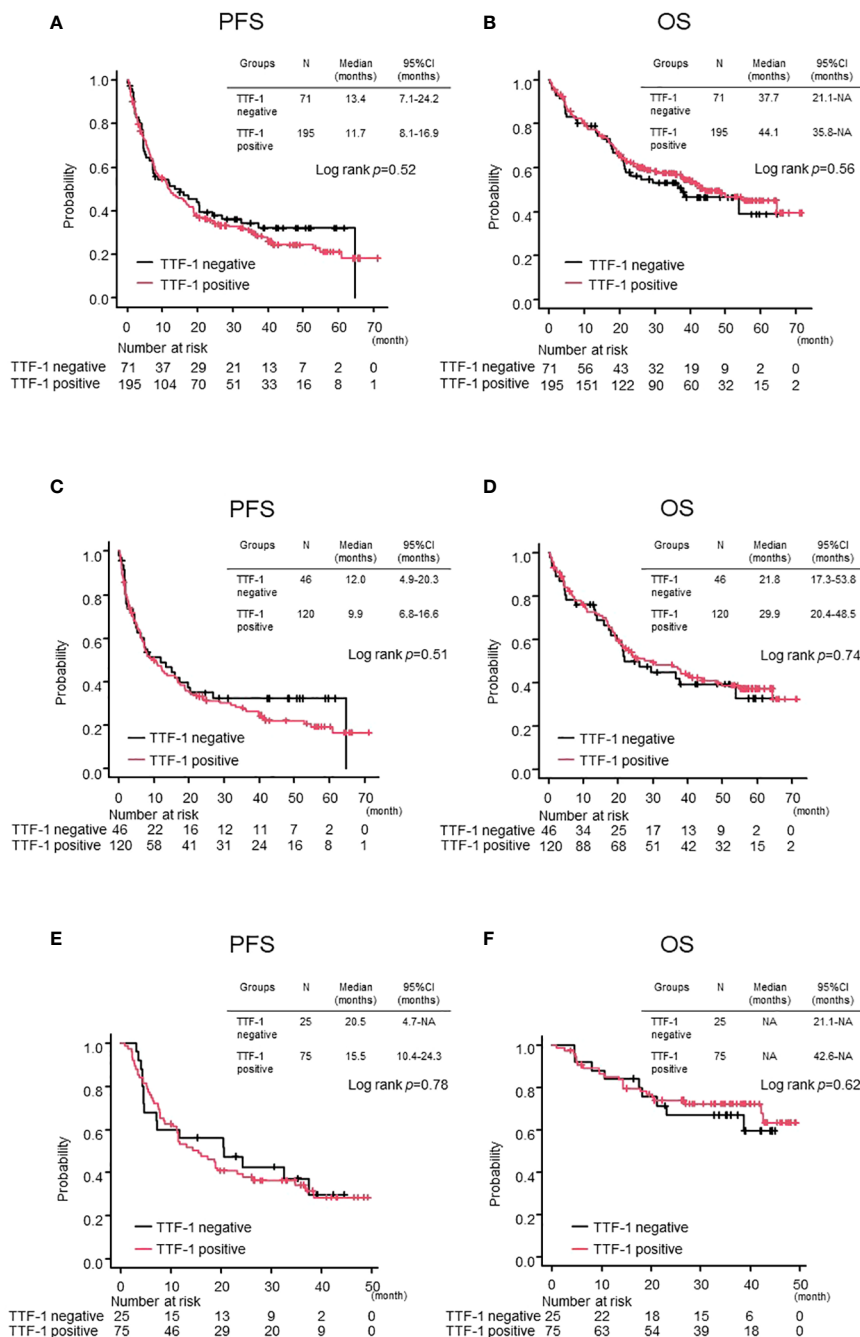 A
PFS
Groups N Median (months) 95%CI (months)
TTF-1 negative 71 13.4 7.1-24.2
TTF-1 positive 195 11.7 8.1-16.9
Log rank p=0.52
Probability
1.0
0.8
0.6
0.4
0.2
0.0
TTF-1 negative
TTF-1 positive
0 10 20 30 40 50 60 70 (month)
Number at risk
TTF-1 negative 71 37 29 21 13 7 2 0
TTF-1 positive 195 104 70 51 33 16 8 1
B
OS
Groups N Median (months) 95%CI (months)
TTF-1 negative 71 37.7 21.1-NA
TTF-1 positive 195 44.1 35.8-NA
Log rank p=0.56
Probability
1.0
0.8
0.6
0.4
0.2
0.0
TTF-1 negative
TTF-1 positive
0 10 20 30 40 50 60 70 (month)
Number at risk
71 56 43 32 19 9 2 0
195 151 122 90 60 32 15 2
C
PFS
Groups N Median (months) 95%CI (months)
TTF-1 negative 46 12.0 4.9-20.3
TTF-1 positive 120 9.9 6.8-16.6
Log rank p=0.51
Probability
1.0
0.8
0.6
0.4
0.2
0.0
TTF-1 negative
TTF-1 positive
0 10 20 30 40 50 60 70 (month)
Number at risk
TTF-1 negative 46 22 16 12 11 7 2 0
TTF-1 positive 120 58 41 31 24 16 8 1
D
OS
Groups N Median (months) 95%CI (months)
TTF-1 negative 46 21.8 17.3-53.8
TTF-1 positive 120 29.9 20.4-48.5
Log rank p=0.74
Probability
1.0
0.8
0.6
0.4
0.2
0.0
TTF-1 negative
TTF-1 positive
0 10 20 30 40 50 60 70 (month)
Number at risk
TTF-1 negative 46 34 25 17 13 9 2 0
TTF-1 positive 120 88 68 51 42 32 15 2
E
PFS
Groups N Median (months) 95%CI (months)
TTF-1 negative 25 20.5 4.7-NA
TTF-1 positive 75 15.5 10.4-24.3
Log rank p=0.78
Probability
1.0
0.8
0.6
0.4
0.2
0.0
TTF-1 negative
TTF-1 positive
0 10 20 30 40 50
(month)
Number at risk
TTF-1 negative 25 15 13 9 2 0
TTF-1 positive 75 46 29 20 9 0
F
OS
Groups N Median (months) 95%CI (months)
TTF-1 negative 25 NA 21.1-NA
TTF-1 positive 75 NA 42.6-NA
Log rank p=0.62
Probability
1.0
0.8
0.6
0.4
0.2
0.0
TTF-1 negative
TTF-1 positive
0 10 20 30 40 50
(month)
Number at risk
TTF-1 negative 25 22 18 15 6 0
TTF-1 positive 75 63 54 39 18 0